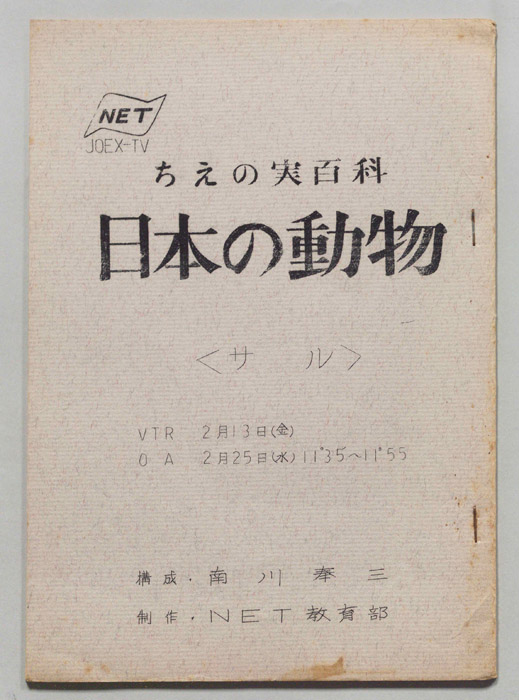 NET
JOEX-TV
ちえの実百科
日本の動物
＜サ　ル＞
VTR 2月13日(金)
OA 2月25日(水) 11°35～11°55
構成・南川泰三
制作・NET教育部